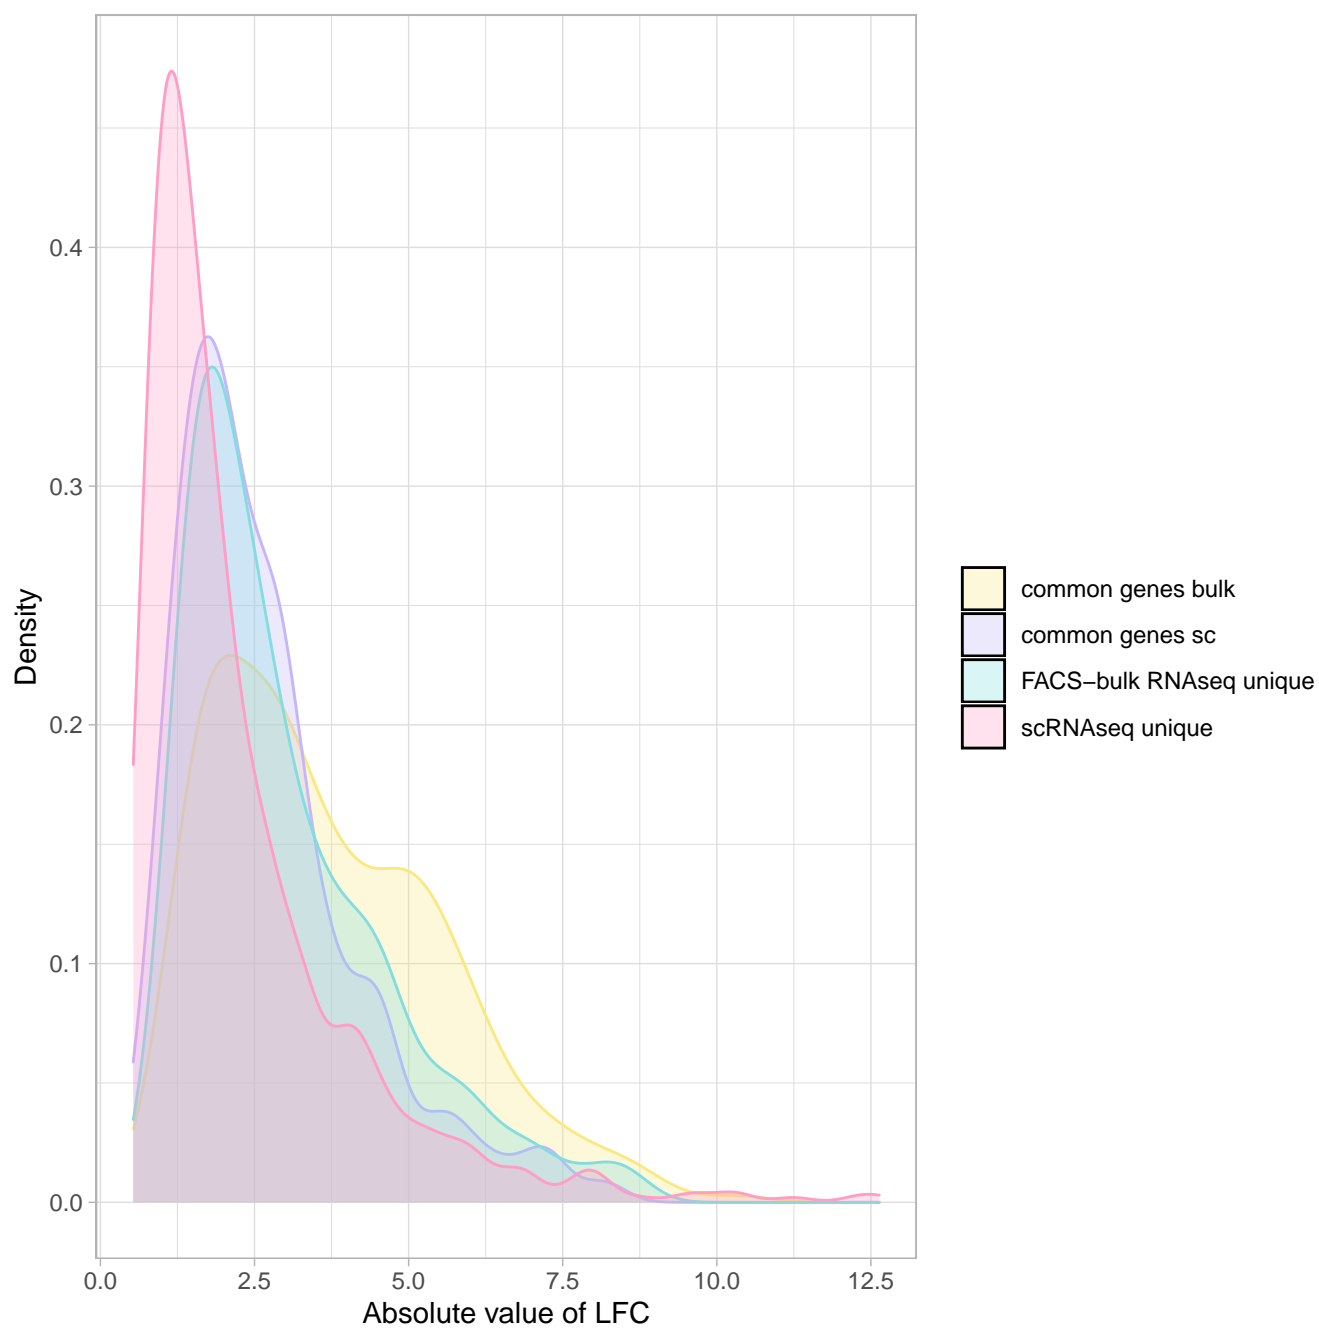 Density
0.4
0.3
0.2
0.1
0.0
0.0 2.5 5.0 7.5 10.0 12.5
Absolute value of LFC
common genes bulk
common genes sc
FACS−bulk RNAseq unique
scRNAseq unique